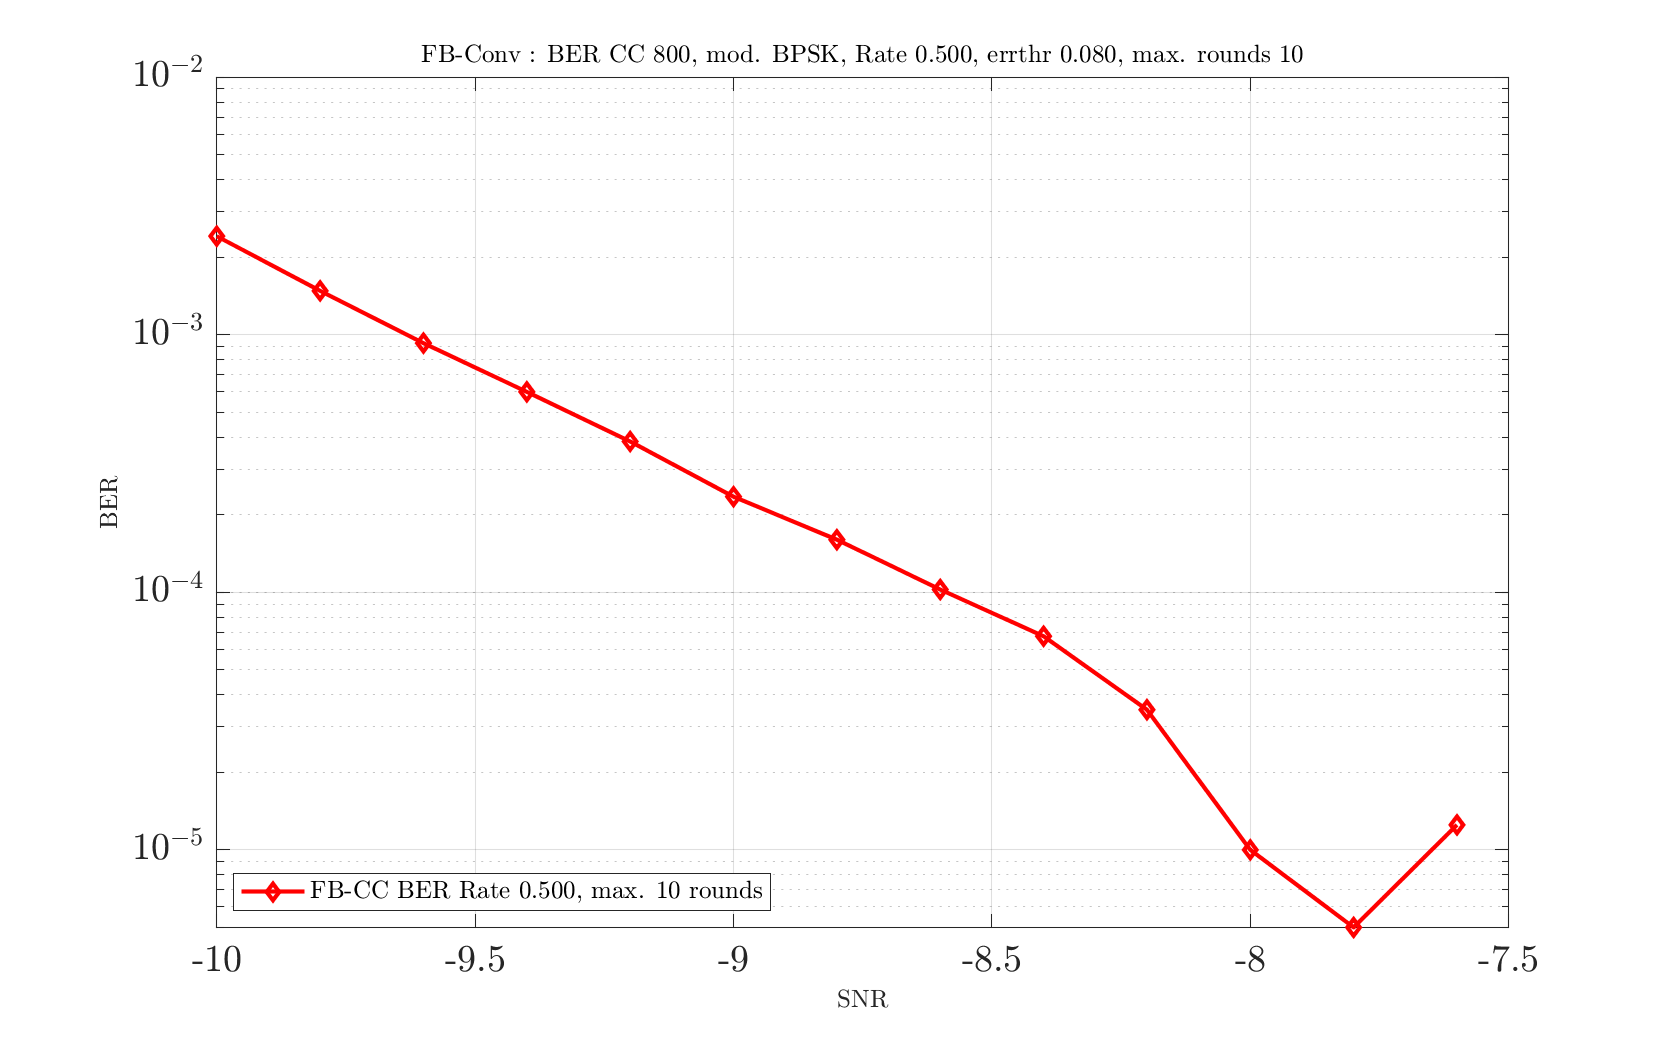 FB-Conv : BER CC 800, mod. BPSK, Rate 0.500, errthr 0.080, max. rounds 10
10⁻²
10⁻³
BER
10⁻⁴
10⁻⁵
FB-CC BER Rate 0.500, max. 10 rounds
-10 -9.5 -9 -8.5 -8 -7.5
SNR